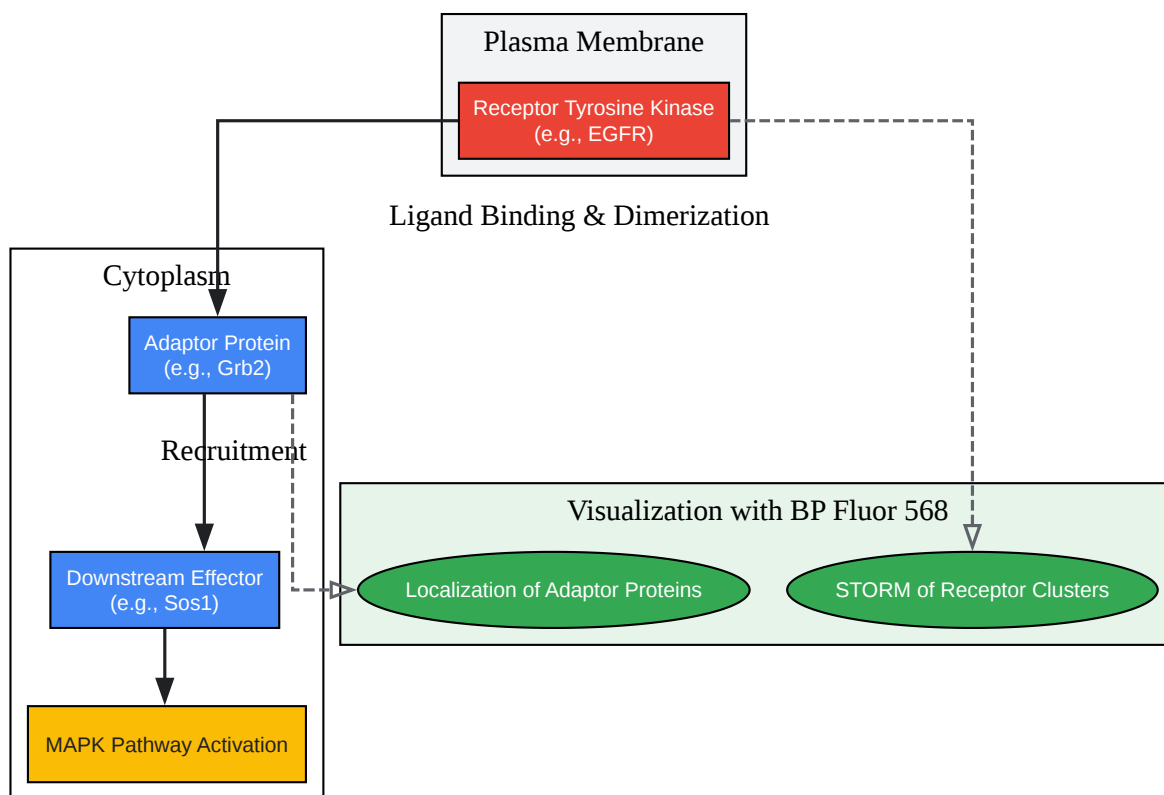 Plasma Membrane
Receptor Tyrosine Kinase
(e.g., EGFR)
Ligand Binding & Dimerization
Cytoplasm
Adaptor Protein
(e.g., Grb2)
Recruitment
Visualization with BP Fluor 568
Downstream Effector
(e.g., Sos1)
Localization of Adaptor Proteins
STORM of Receptor Clusters
MAPK Pathway Activation